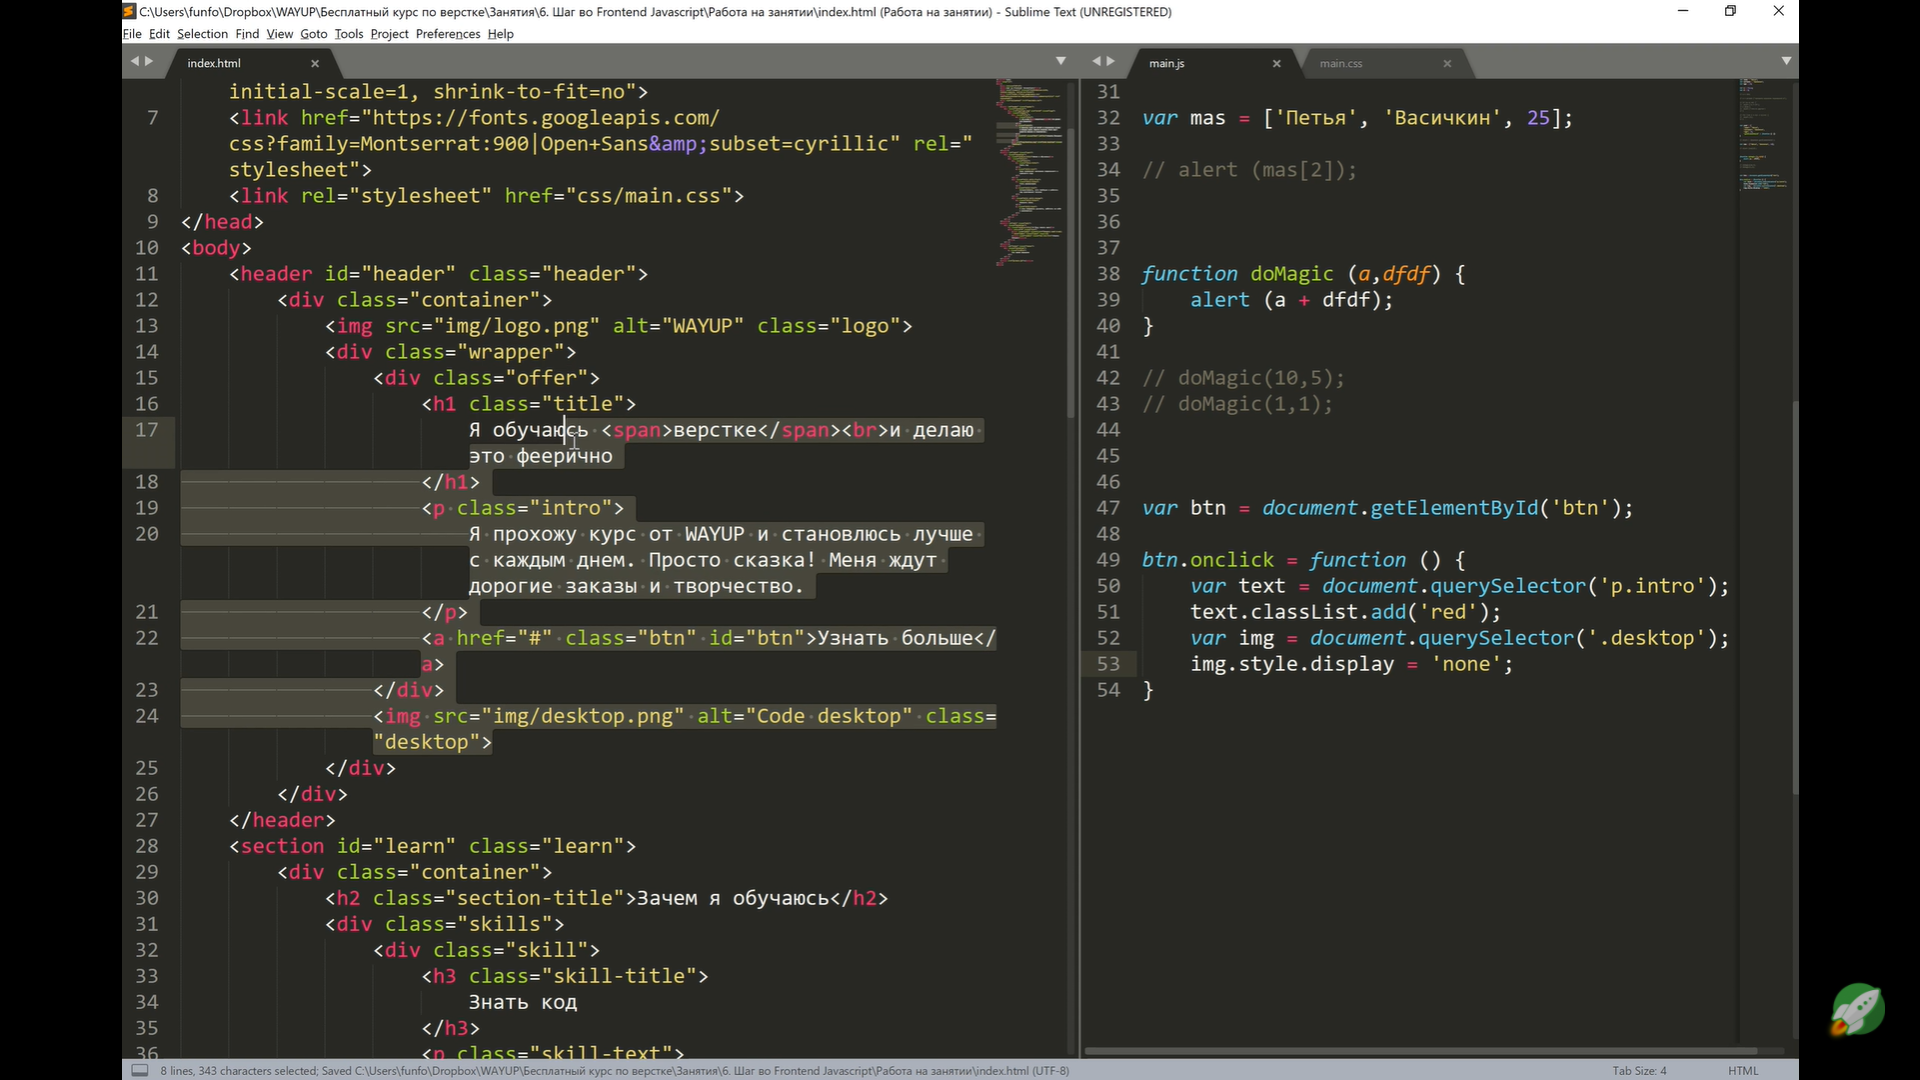 C:\Users\funfo\Dropbox\WAYUP\Бесплатный курс по верстке\Занятия\6. Шаг во Frontend Javascript\Работа на занятии\index.html (Работа на занятии) - Sublime Text (UNREGISTERED)
File Edit Selection Find View Goto Tools Project Preferences Help
index.html
initial-scale=1, shrink-to-fit=no">
7 <link href="https://fonts.googleapis.com/
css?family=Montserrat:900|Open+Sans&amp;subset=cyrillic" rel="
stylesheet">
8 <link rel="stylesheet" href="css/main.css">
9 </head>
10 <body>
11 <header id="header" class="header">
12 <div class="container">
13 <img src="img/logo.png" alt="WAYUP" class="logo">
14 <div class="wrapper">
15 <div class="offer">
16 <h1 class="title">
17 Я обучаюсь <span>верстке</span><br>и делаю
это феерично
18 </h1>
19 <p class="intro">
20 Я прохожу курс от WAYUP и становлюсь лучше
с каждым днем. Просто сказка! Меня ждут
дорогие заказы и творчество.
21 </p>
22 <a href="#" class="btn" id="btn">Узнать больше</
a>
23 </div>
24 <img src="img/desktop.png" alt="Code desktop" class=
"desktop">
25 </div>
26 </div>
27 </header>
28 <section id="learn" class="learn">
29 <div class="container">
30 <h2 class="section-title">Зачем я обучаюсь</h2>
31 <div class="skills">
32 <div class="skill">
33 <h3 class="skill-title">
34 Знать код
35 </h3>
36 <p class="skill-text">
main.js
main.css
31
32 var mas = ['Петья', 'Васичкин', 25];
33
34 // alert (mas[2]);
35
36
37
38 function doMagic (a,dfdf) {
39 alert (a + dfdf);
40 }
41
42 // doMagic(10,5);
43 // doMagic(1,1);
44
45
46
47 var btn = document.getElementById('btn');
48
49 btn.onclick = function () {
50 var text = document.querySelector('p.intro');
51 text.classList.add('red');
52 var img = document.querySelector('.desktop');
53 img.style.display = 'none';
54 }
8 lines, 343 characters selected; Saved C:\Users\funfo\Dropbox\WAYUP\Бесплатный курс по верстке\Занятия\6. Шаг во Frontend Javascript\Работа на занятии\index.html (UTF-8)
Tab Size: 4
HTML